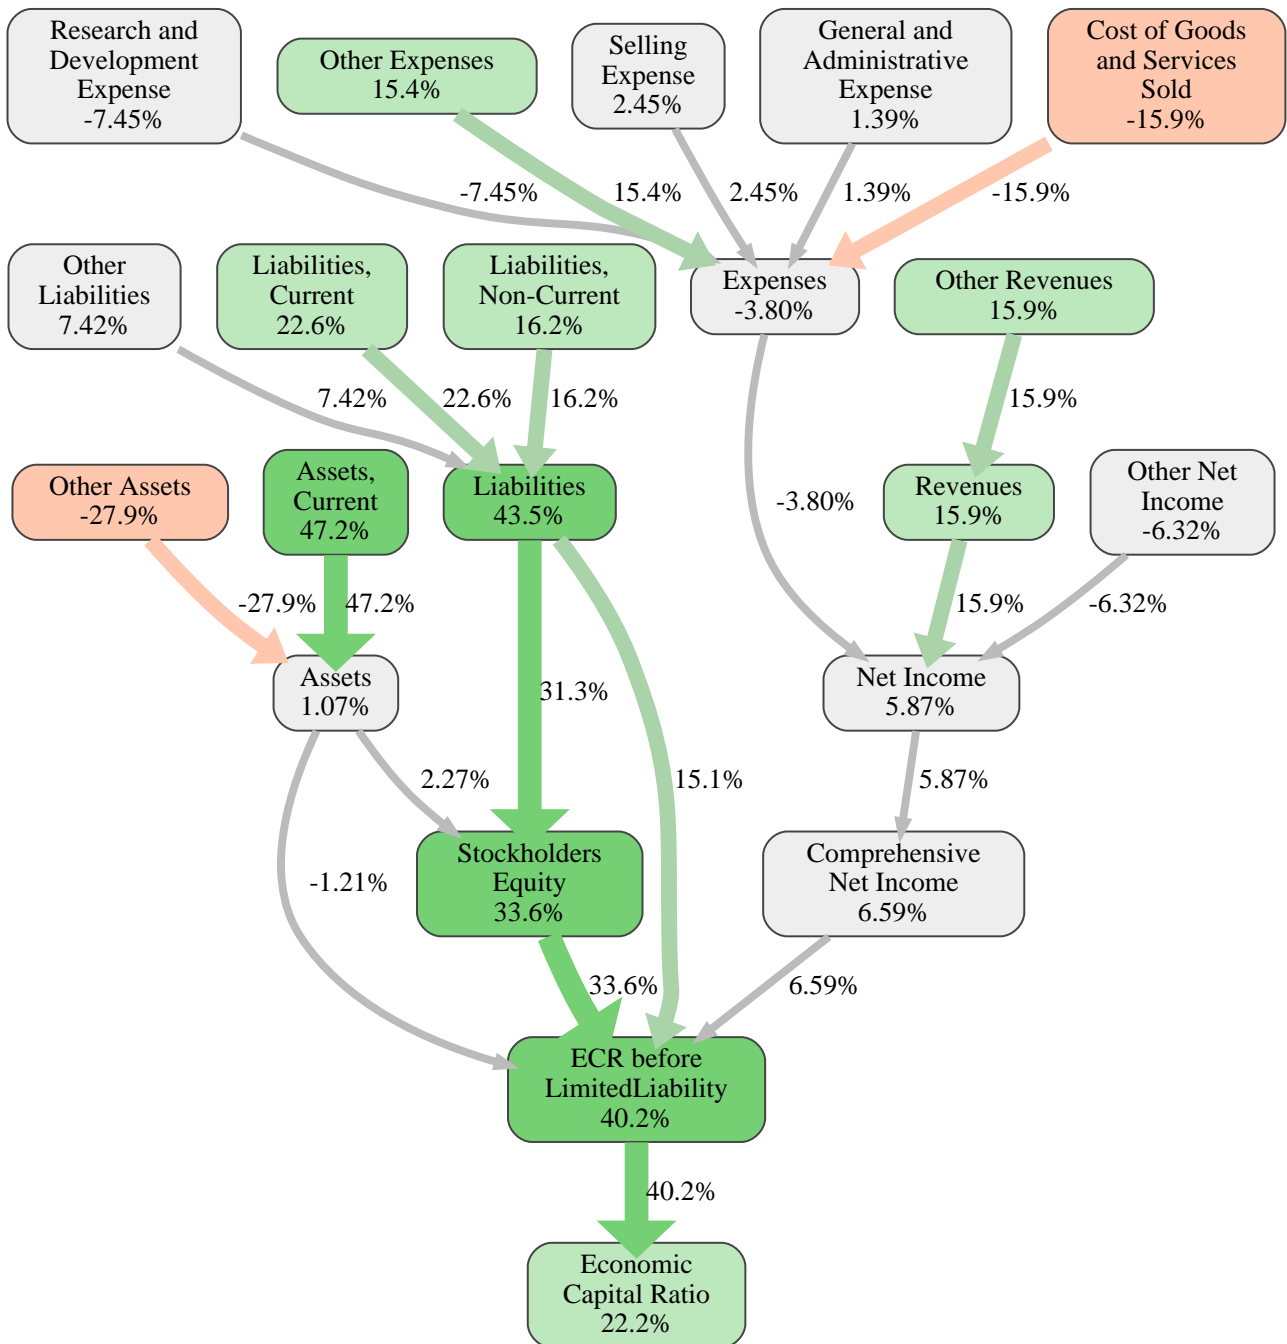 Research and
Development
Expense
-7.45%
Other Expenses
15.4%
Selling
Expense
2.45%
General and
Administrative
Expense
1.39%
Cost of Goods
and Services
Sold
-15.9%
-7.45%
15.4%
2.45%
1.39%
-15.9%
Other
Liabilities
7.42%
Liabilities,
Current
22.6%
Liabilities,
Non-Current
16.2%
Expenses
-3.80%
Other Revenues
15.9%
7.42%
22.6%
16.2%
15.9%
Other Assets
-27.9%
Assets,
Current
47.2%
Liabilities
43.5%
-3.80%
Revenues
15.9%
Other Net
Income
-6.32%
-27.9%
47.2%
15.9%
-6.32%
Assets
1.07%
31.3%
Net Income
5.87%
2.27%
15.1%
5.87%
-1.21%
Stockholders
Equity
33.6%
Comprehensive
Net Income
6.59%
33.6%
6.59%
ECR before
LimitedLiability
40.2%
40.2%
Economic
Capital Ratio
22.2%